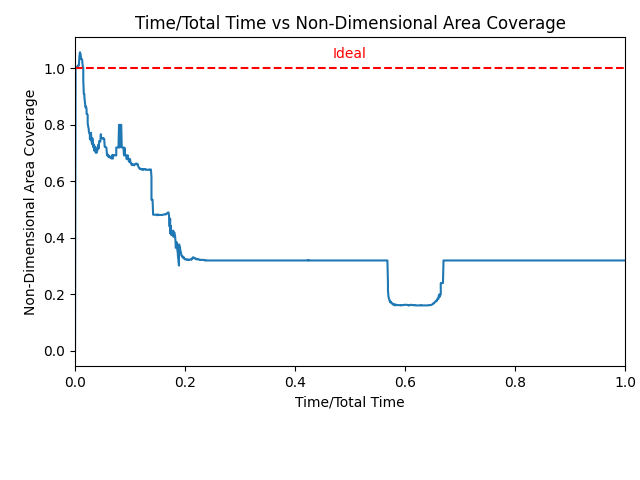 Time/Total Time vs Non-Dimensional Area Coverage
Ideal
1.0
0.8
0.6
0.4
0.2
0.0
Non-Dimensional Area Coverage
0.0 0.2 0.4 0.6 0.8 1.0
Time/Total Time